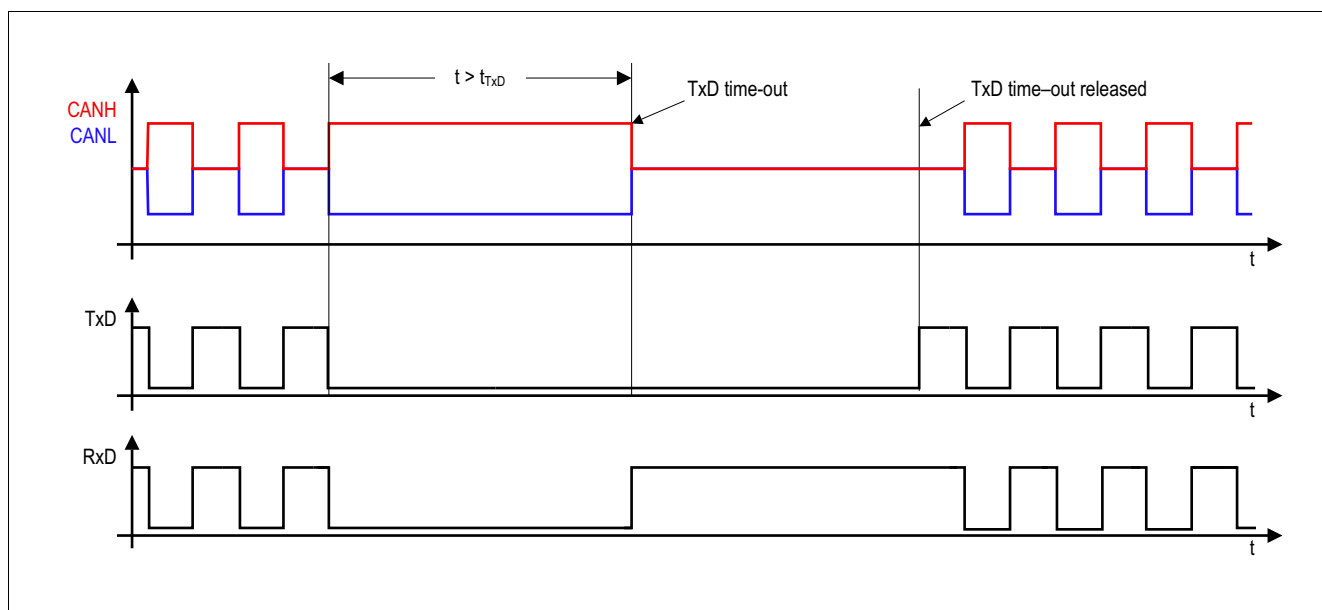 t > tTxD
TxD time-out
TxD time–out released
CANH
CANL
t
TxD
t
RxD
t